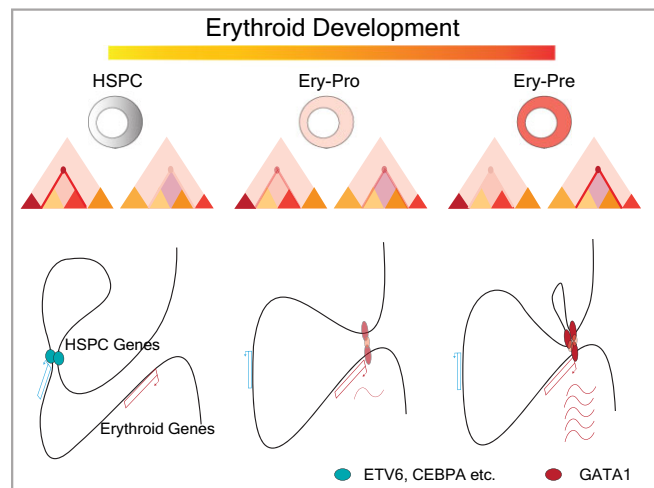 Erythroid Development
HSPC
Ery-Pro
Ery-Pre
HSPC Genes
Erythroid Genes
ETV6, CEBPA etc.
GATA1